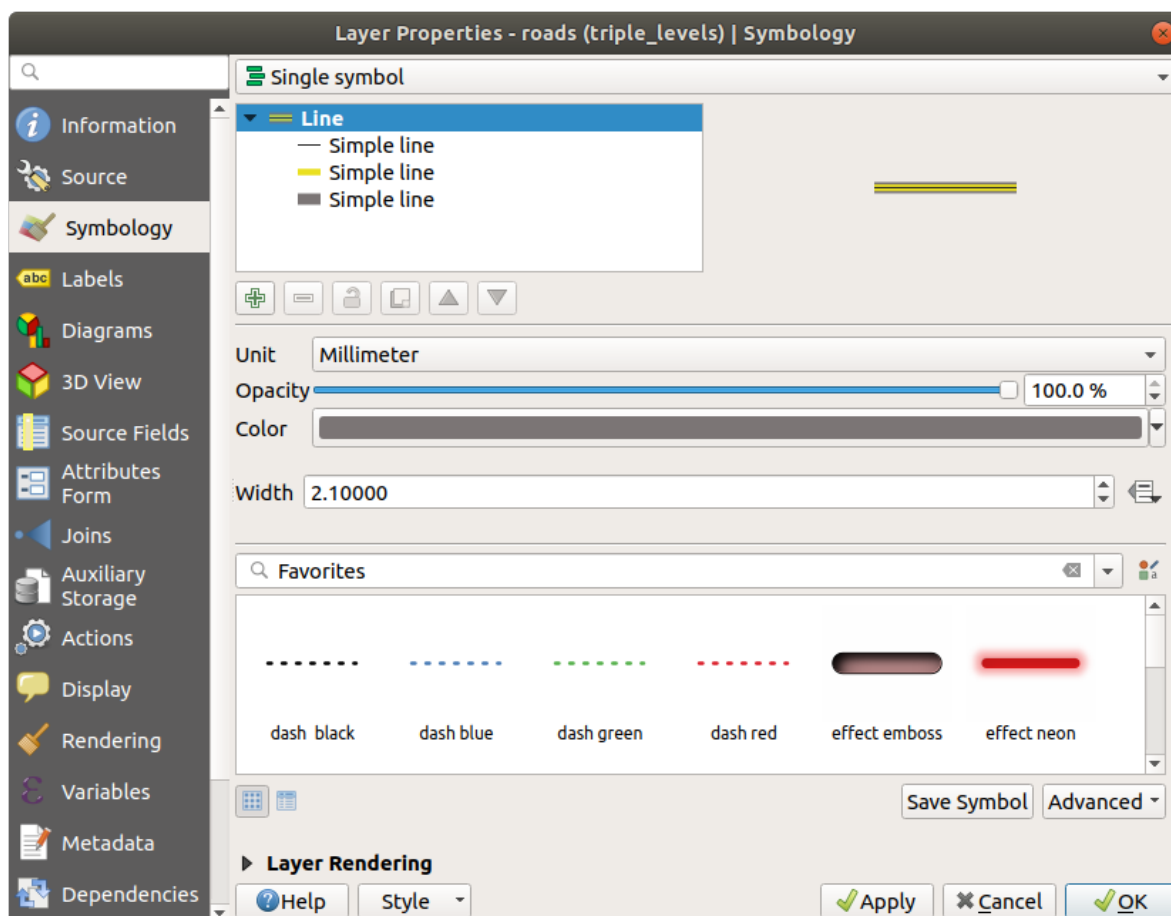 Layer Properties - roads (triple_levels) | Symbology
Single symbol
Information
Source
Symbology
abc Labels
Diagrams
3D View
Source Fields
Attributes
Form
Joins
Auxiliary
Storage
Actions
Display
Rendering
Variables
Metadata
Dependencies
Line
Simple line
Simple line
Simple line
Unit Millimeter
Opacity 100.0 %
Color
Width 2.10000
Favorites
dash black dash blue dash green dash red effect emboss effect neon
Save Symbol Advanced
Layer Rendering
Help Style Apply Cancel OK